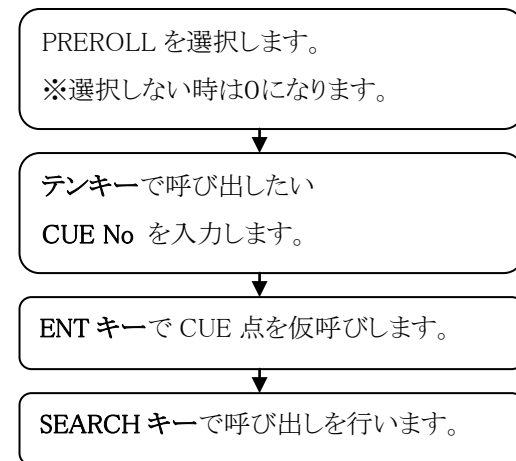 PREROLL を選択します。
※選択しない時は0になります。
テンキーで呼び出したい
CUE No を入力します。
ENT キーで CUE 点を仮呼びします。
SEARCH キーで呼び出しを行います。